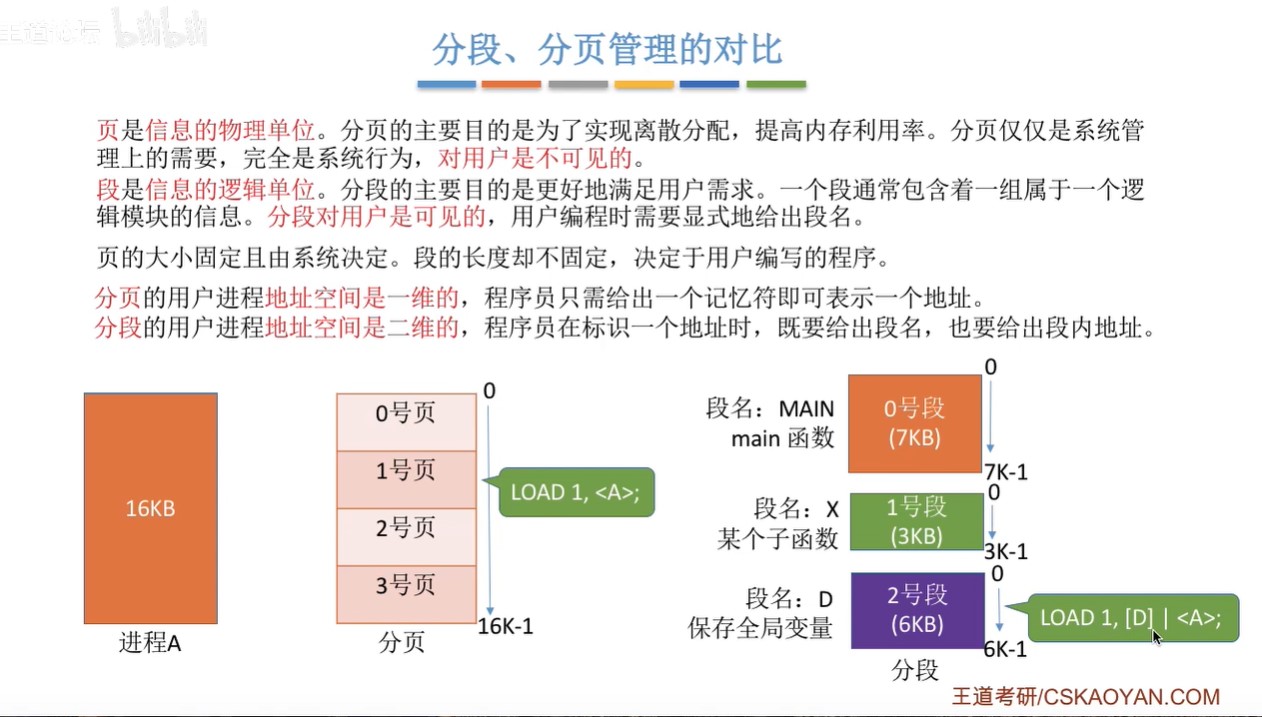 王道论坛 bilibili
分段、分页管理的对比
页是信息的物理单位。分页的主要目的是为了实现离散分配，提高内存利用率。分页仅仅是系统管
理上的需要，完全是系统行为，对用户是不可见的。
段是信息的逻辑单位。分段的主要目的是更好地满足用户需求。一个段通常包含着一组属于一个逻
辑模块的信息。分段对用户是可见的，用户编程时需要显式地给出段名。
页的大小固定且由系统决定。段的长度却不固定，决定于用户编写的程序。
分页的用户进程地址空间是一维的，程序员只需给出一个记忆符即可表示一个地址。
分段的用户进程地址空间是二维的，程序员在标识一个地址时，既要给出段名，也要给出段内地址。
16KB
进程A
0
0号页
1号页
2号页
3号页
16K-1
LOAD 1, <A>;
分页
段名：MAIN
main 函数
0号段
(7KB)
0
7K-1
段名：X
某个子函数
1号段
(3KB)
0
3K-1
段名：D
保存全局变量
2号段
(6KB)
0
6K-1
LOAD 1, [D] | <A>;
分段
王道考研/CSKAOYAN.COM